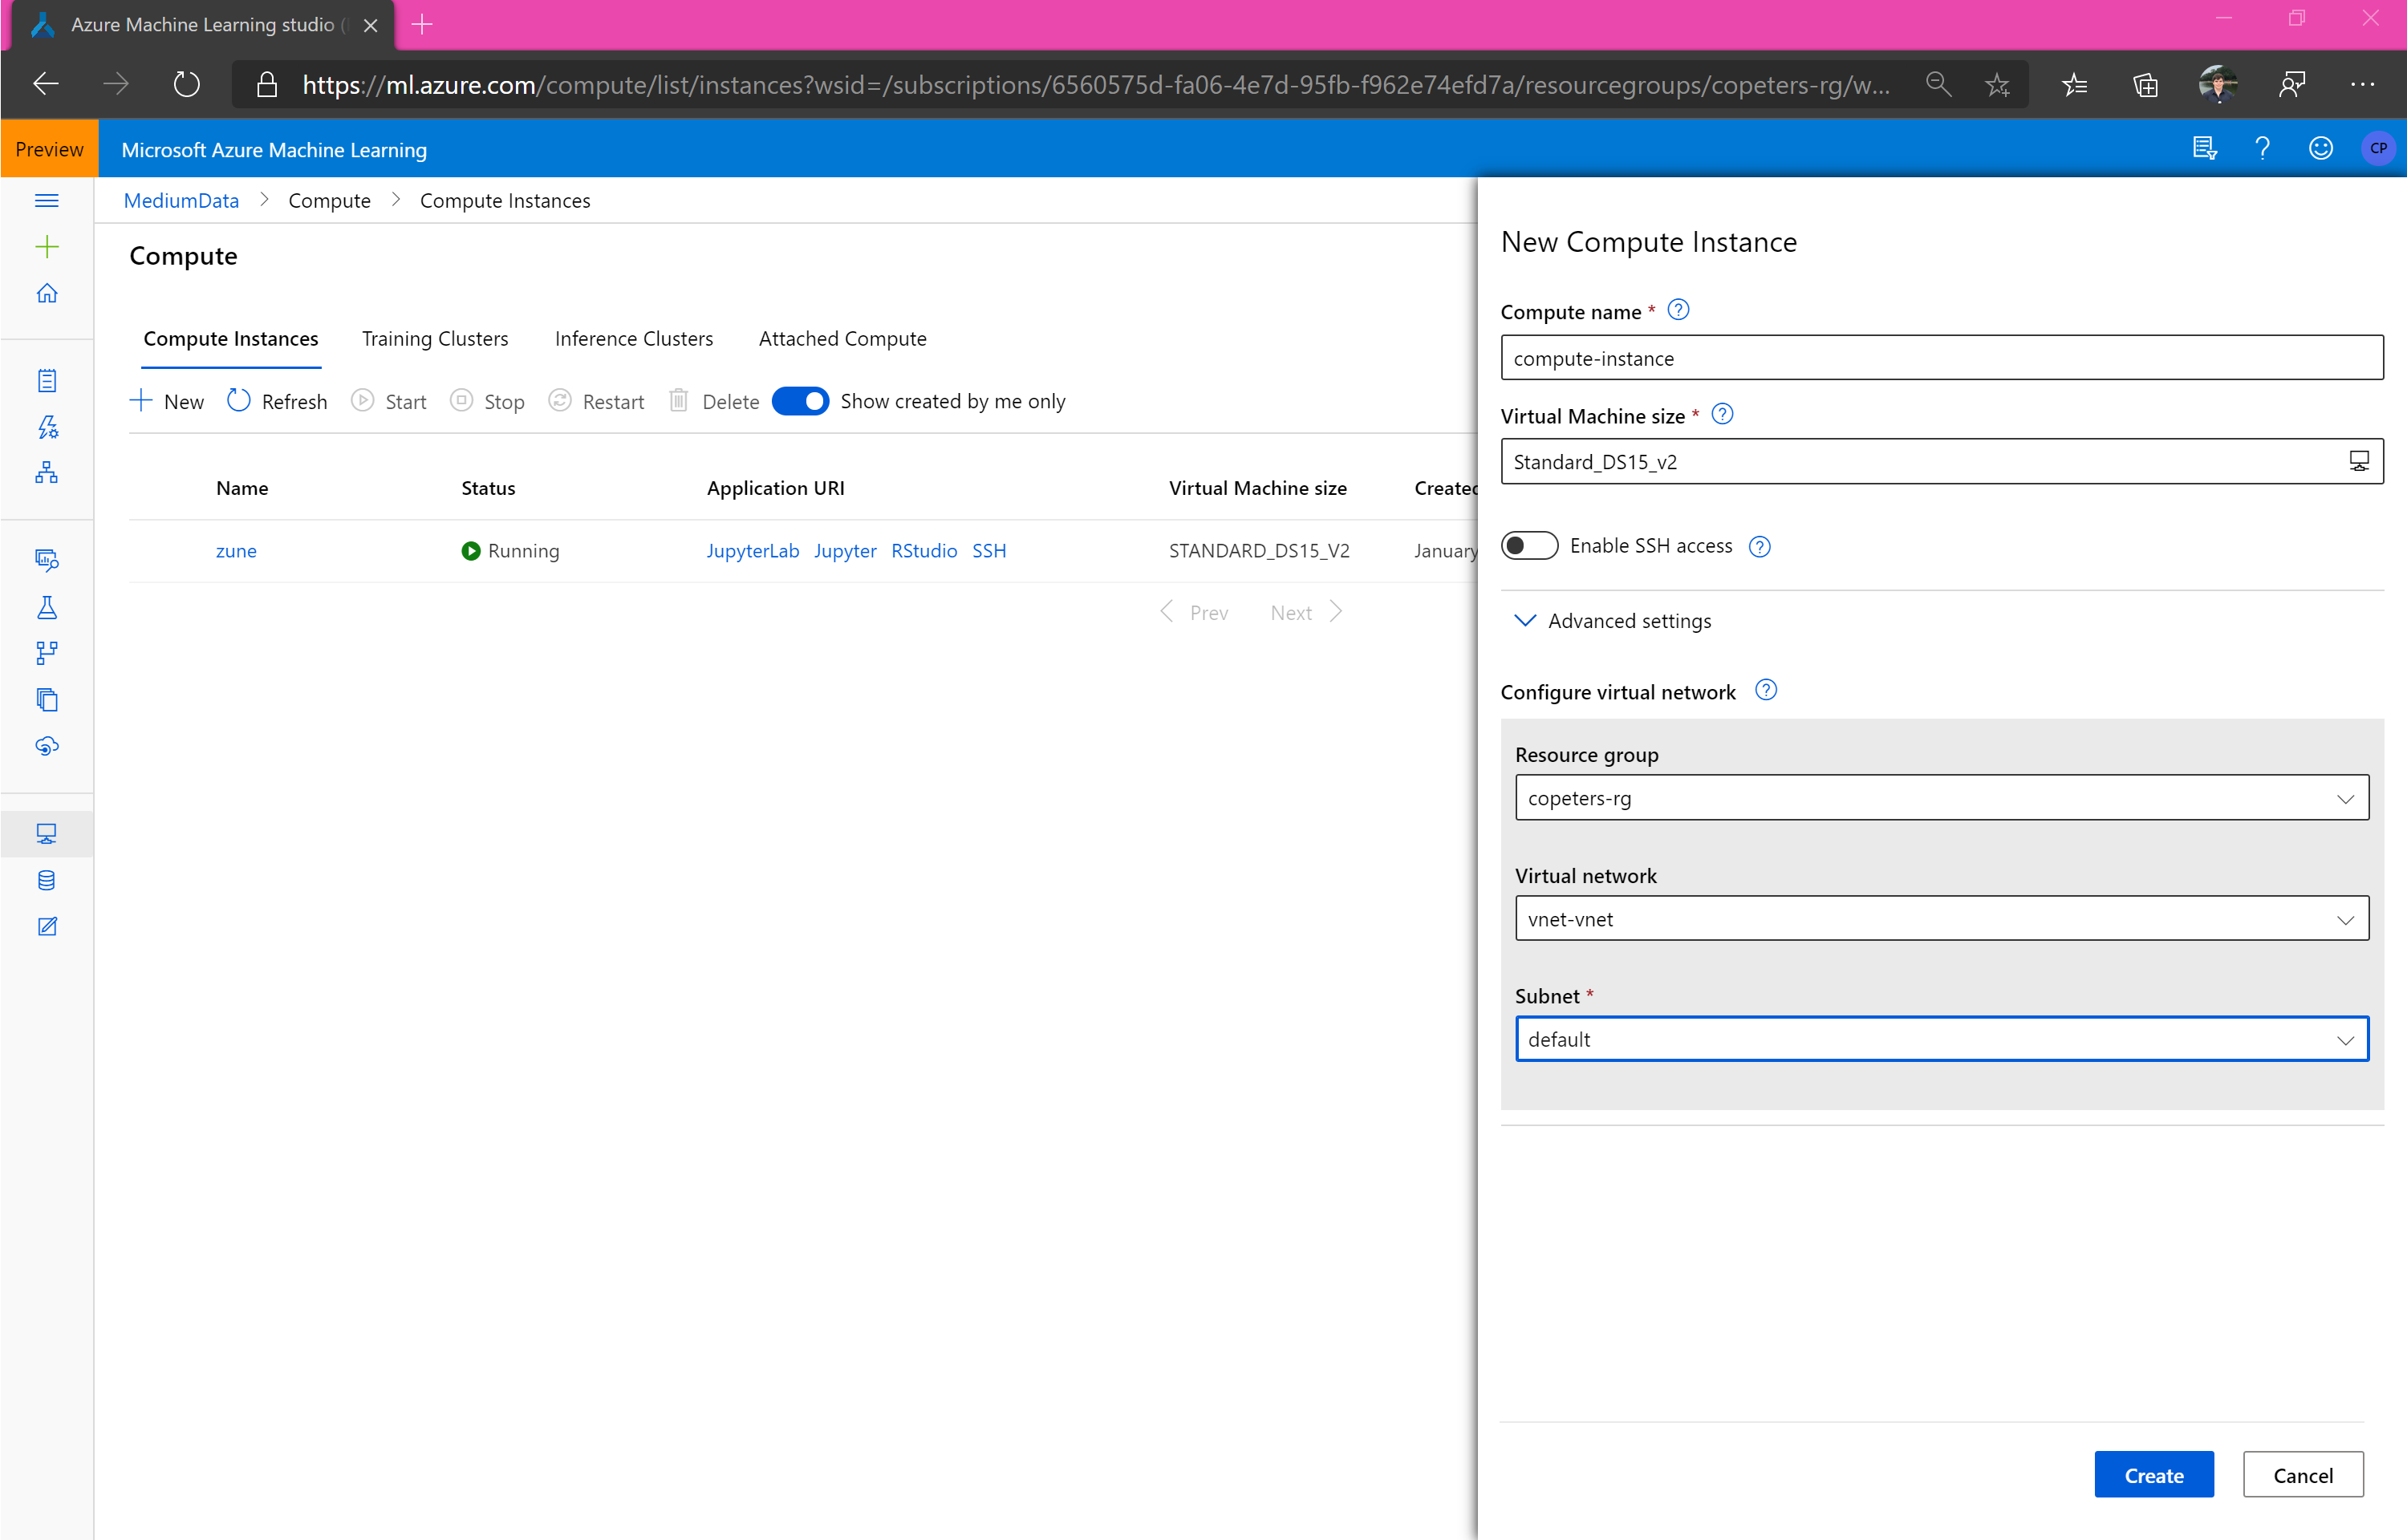 Azure Machine Learning studio (
https://ml.azure.com/compute/list/instances?wsid=/subscriptions/6560575d-fa06-4e7d-95fb-f962e74efd7a/resourcegroups/copeters-rg/w...
Preview
Microsoft Azure Machine Learning
CP
MediumData > Compute > Compute Instances
Compute
Compute Instances Training Clusters Inference Clusters Attached Compute
New Refresh Start Stop Restart Delete Show created by me only
Name Status Application URI Virtual Machine size Created
zune Running JupyterLab Jupyter RStudio SSH STANDARD_DS15_V2 January
Prev Next
New Compute Instance
Compute name *
compute-instance
Virtual Machine size *
Standard_DS15_v2
Enable SSH access
Advanced settings
Configure virtual network
Resource group
copeters-rg
Virtual network
vnet-vnet
Subnet *
default
Create Cancel